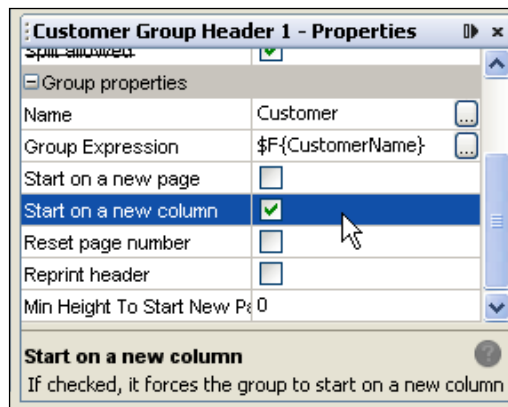 Customer Group Header 1 - Properties
Split allowed
Group properties
Name Customer ...
Group Expression $F{CustomerName} ...
Start on a new page
Start on a new column
Reset page number
Reprint header
Min Height To Start New Pa 0
Start on a new column ?
If checked, it forces the group to start on a new column